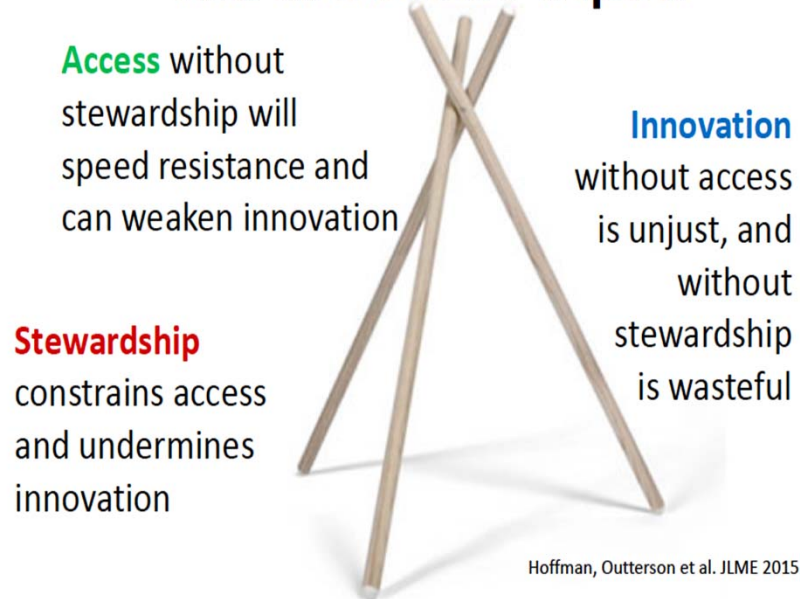 Access without
stewardship will
speed resistance and
can weaken innovation
Innovation
without access
is unjust, and
without
stewardship
is wasteful
Stewardship
constrains access
and undermines
innovation
Hoffman, Outterson et al. JLME 2015